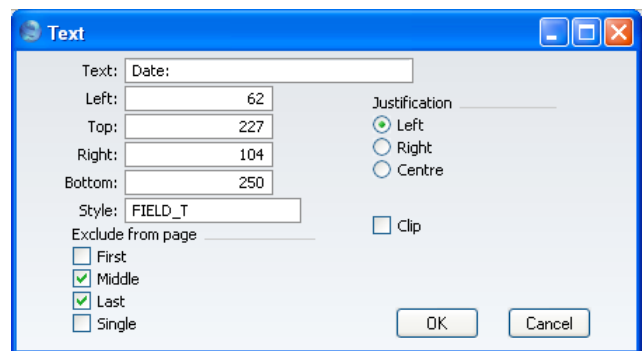 Text
Text: Date:
Left: 62
Top: 227
Right: 104
Bottom: 250
Style: FIELD_T
Justification
Left
Right
Centre
Clip
Exclude from page
First
Middle
Last
Single
OK Cancel